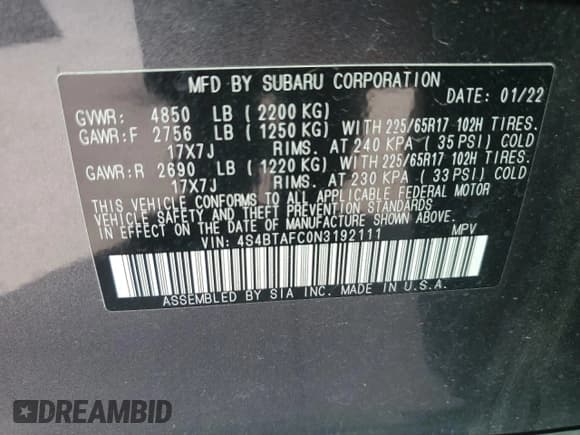 MFD BY SUBARU CORPORATION
DATE: 01/22
GVWR: 4850 LB ( 2200 KG)
GAWR:F 2756 LB ( 1250 KG) WITH 225/65R17 102H TIRES.
17X7J RIMS. AT 240 KPA ( 35 PSI) COLD
GAWR:R 2690 LB ( 1220 KG) WITH 225/65R17 102H TIRES.
17X7J RIMS. AT 230 KPA ( 33 PSI) COLD
THIS VEHICLE CONFORMS TO ALL APPLICABLE FEDERAL MOTOR
VEHICLE SAFETY AND THEFT PREVENTION STANDARDS
IN EFFECT ON THE DATE OF MANUFACTURE SHOWN ABOVE.
VIN: 4S4BTAFC0N3192111 MPV
ASSEMBLED BY SIA INC. MADE IN U.S.A.
DREAMBID